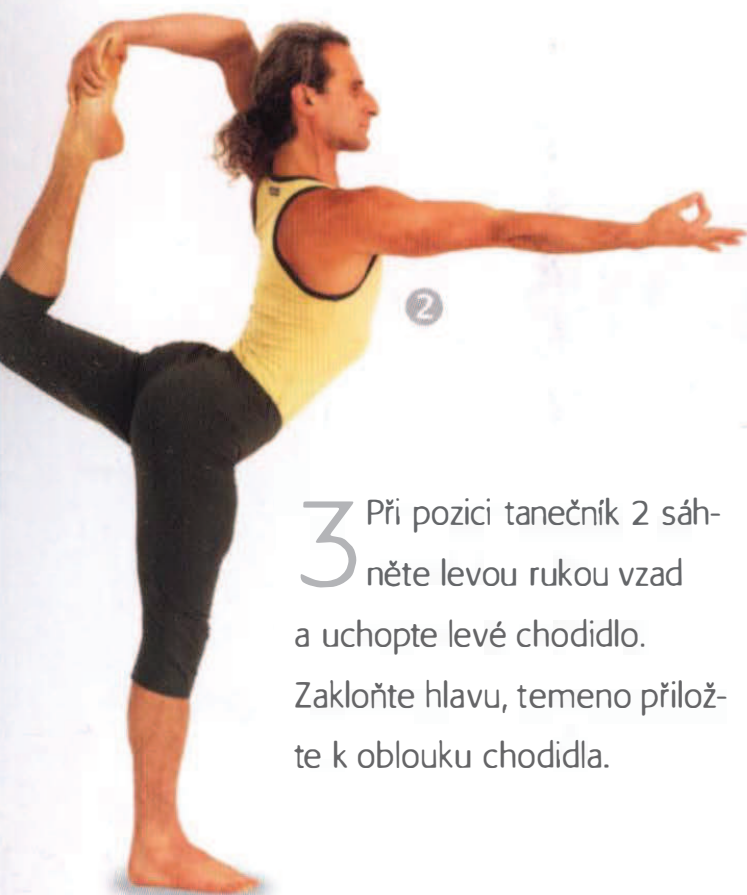 2
3 Při pozici tanečník 2 sáh-
něte levou rukou vzad
a uchopte levé chodidlo.
Zakloňte hlavu, temeno přilož-
te k oblouku chodidla.